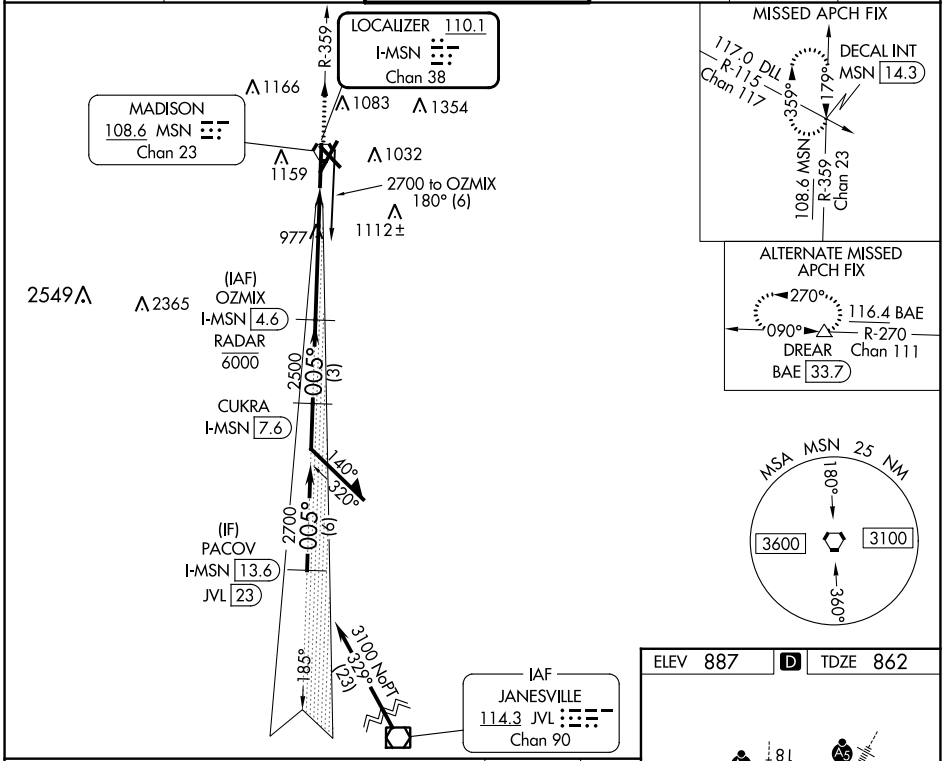 LOCALIZER 110.1
I-MSN
Chan 38
R-359
MADISON
108.6 MSN
Chan 23
1166
1083
1354
1159
1032
2700 to OZMIX
180° (6)
1112±
977
(IAF)
OZMIX
I-MSN 4.6
RADAR
6000
2549
2365
2500
005°
(3)
CUKRA
I-MSN 7.6
140°
320°
2700
005°
(6)
(IF)
PACOV
I-MSN 13.6
JVL 23
185°
3100 NoPT
329°
(23)
IAF
JANESVILLE
114.3 JVL
Chan 90
MISSED APCH FIX
117.0 DLL
R-115
Chan 117
359°
179°
DECAL INT
MSN 14.3
108.6 MSN
R-359
Chan 23
ALTERNATE MISSED
APCH FIX
270°
090°
116.4 BAE
R-270
Chan 111
DREAR
BAE 33.7
MSA MSN 25 NM
180°
3600
3100
360°
ELEV 887
D
TDZE 862
18L
A5